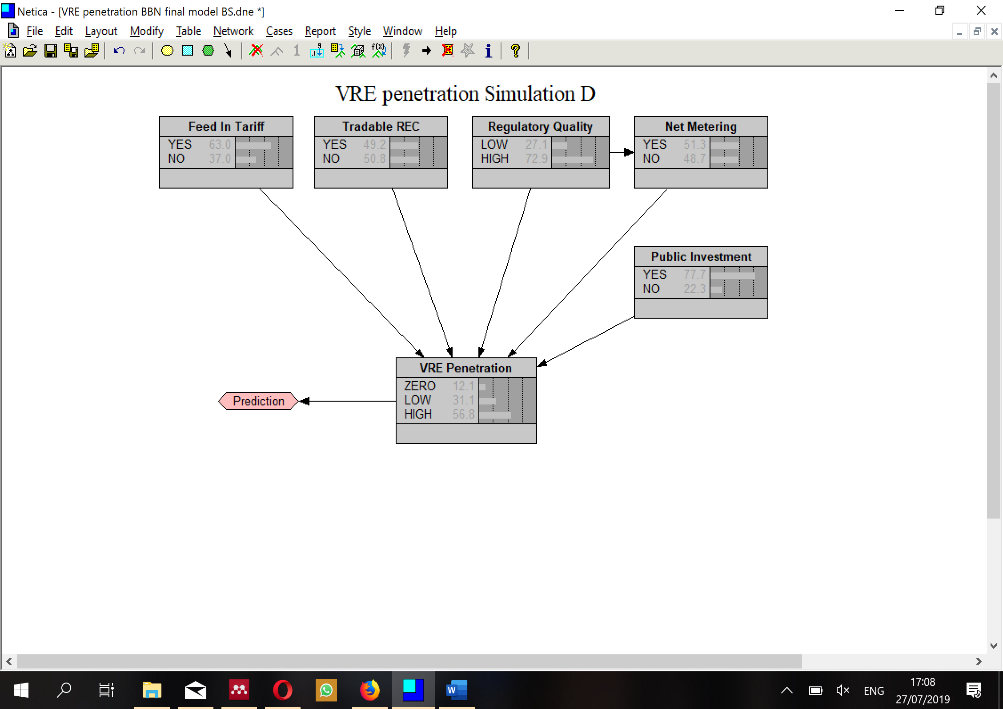 Netica - [VRE penetration BBN final model BS.dne *]
File Edit Layout Modify Table Network Cases Report Style Window Help
VRE penetration Simulation D
Feed In Tariff
YES 63.0
NO 37.0
Tradable REC
YES 49.2
NO 50.8
Regulatory Quality
LOW 27.1
HIGH 72.9
Net Metering
YES 51.3
NO 48.7
Public Investment
YES 77.7
NO 22.3
VRE Penetration
ZERO 12.1
LOW 31.1
HIGH 56.8
Prediction
ENG
17:08
27/07/2019